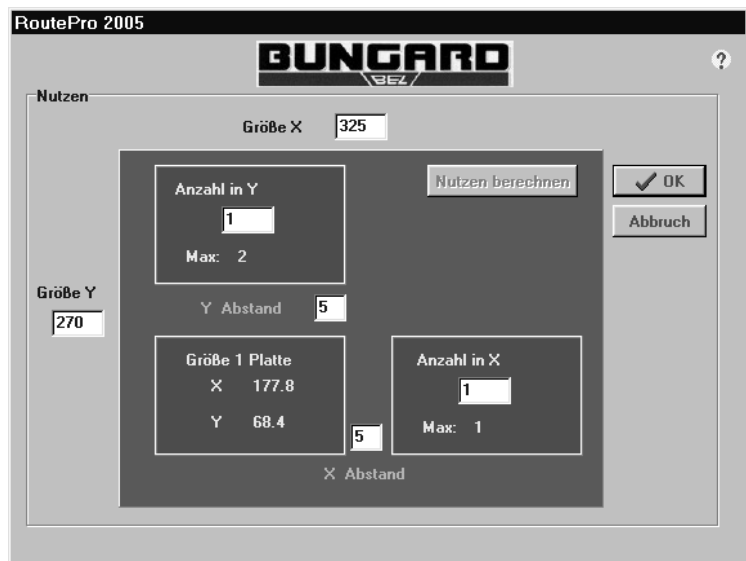 RoutePro 2005
BUNGARD
BEL
?
Nutzen
Größe X 325
Anzahl in Y
1
Max: 2
Nutzen berechnen
OK
Abbruch
Größe Y
270
Y Abstand 5
Größe 1 Platte
X 177.8
Y 68.4
Anzahl in X
1
Max: 1
5
X Abstand